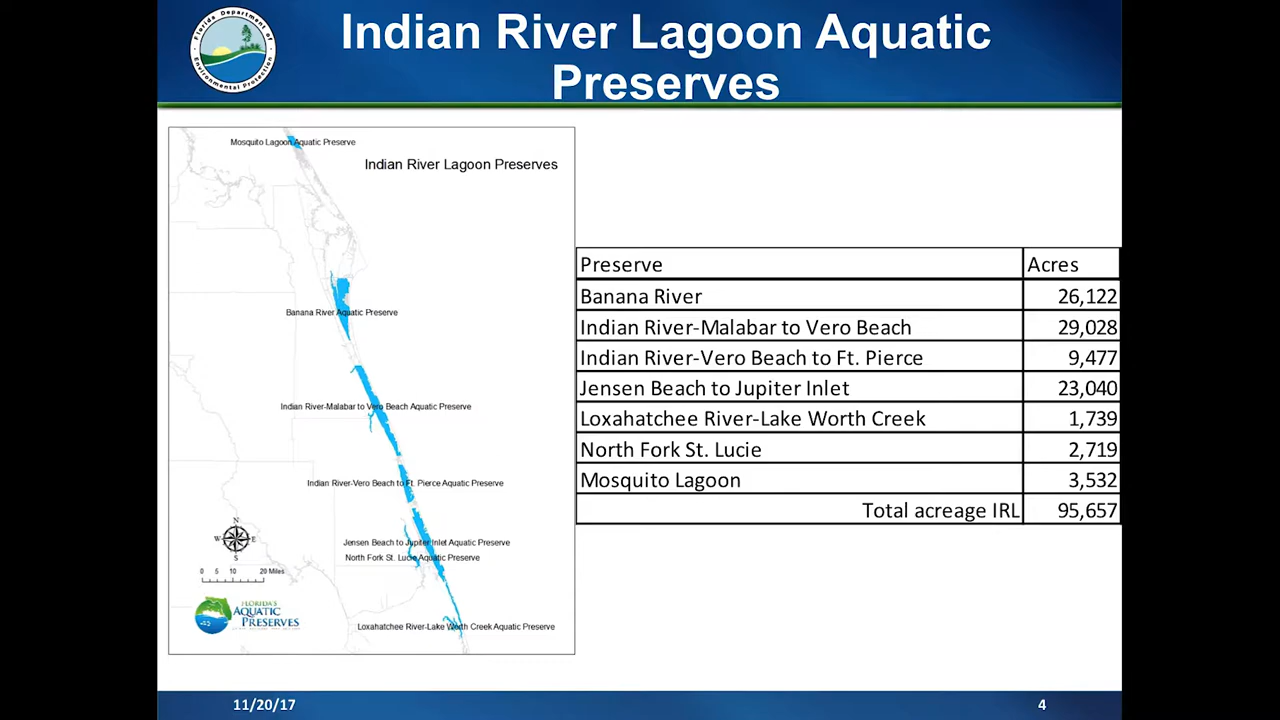 Florida Department of
Environmental Protection
Indian River Lagoon Aquatic
Preserves
Mosquito Lagoon Aquatic Preserve
Indian River Lagoon Preserves
Banana River Aquatic Preserve
Indian River-Malabar to Vero Beach Aquatic Preserve
Indian River-Vero Beach to Ft. Pierce Aquatic Preserve
Jensen Beach to Jupiter Inlet Aquatic Preserve
North Fork St. Lucie Aquatic Preserve
Loxahatchee River-Lake Worth Creek Aquatic Preserve
N
W E
S
0 5 10 20 Miles
FLORIDA'S
AQUATIC
PRESERVES
Preserve Acres
Banana River 26,122
Indian River-Malabar to Vero Beach 29,028
Indian River-Vero Beach to Ft. Pierce 9,477
Jensen Beach to Jupiter Inlet 23,040
Loxahatchee River-Lake Worth Creek 1,739
North Fork St. Lucie 2,719
Mosquito Lagoon 3,532
Total acreage IRL 95,657
11/20/17 4